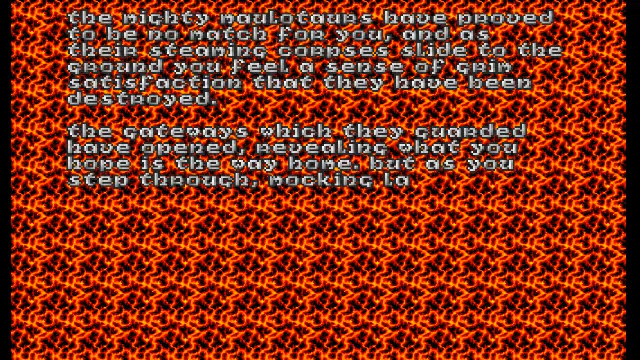 the mighty maulotaurs have proved
to be no match for you, and as
their steaming corpses slide to the
ground you feel a sense of grim
satisfaction that they have been
destroyed.
the gateways which they guarded
have opened, revealing what you
hope is the way home. but as you
step through, mocking la